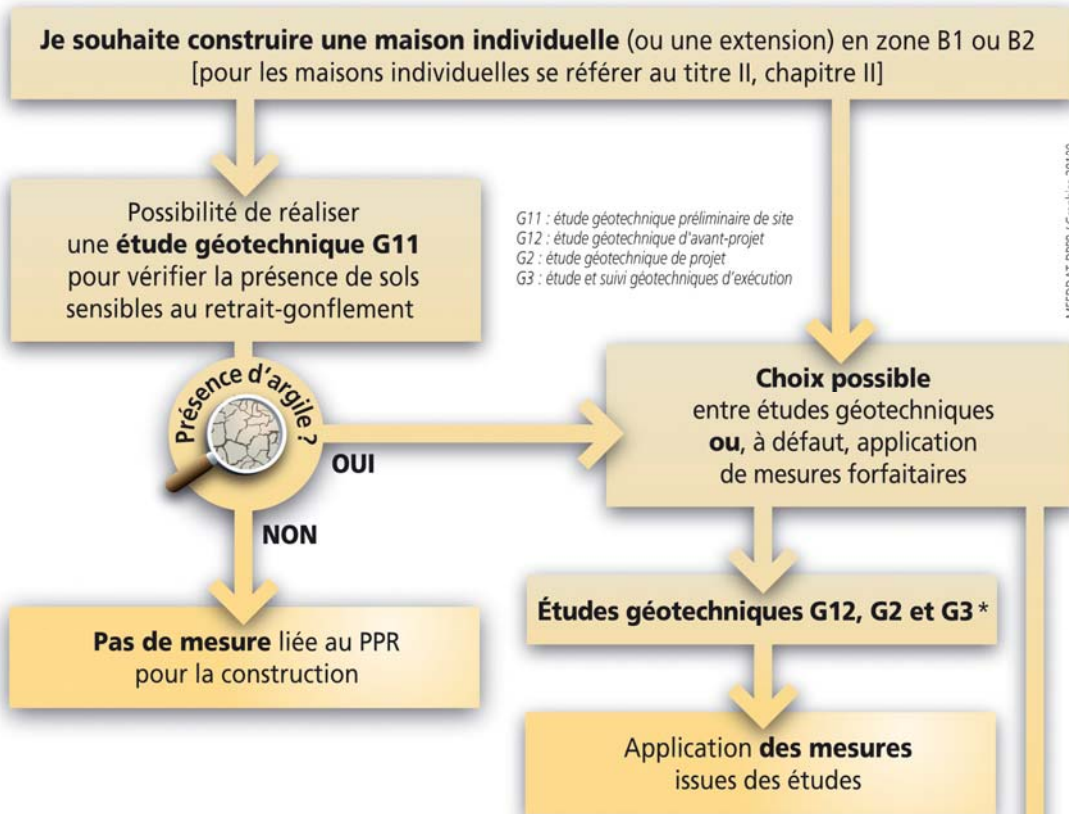 Je souhaite construire une maison individuelle (ou une extension) en zone B1 ou B2
[pour les maisons individuelles se référer au titre II, chapitre II]
Possibilité de réaliser
une étude géotechnique G11
pour vérifier la présence de sols
sensibles au retrait-gonflement
G11 : étude géotechnique préliminaire de site
G12 : étude géotechnique d'avant-projet
G2 : étude géotechnique de projet
G3 : étude et suivi géotechniques d'exécution
Présence d'argile ?
OUI
NON
Choix possible
entre études géotechniques
ou, à défaut, application
de mesures forfaitaires
Pas de mesure liée au PPR
pour la construction
Études géotechniques G12, G2 et G3 *
Application des mesures
issues des études